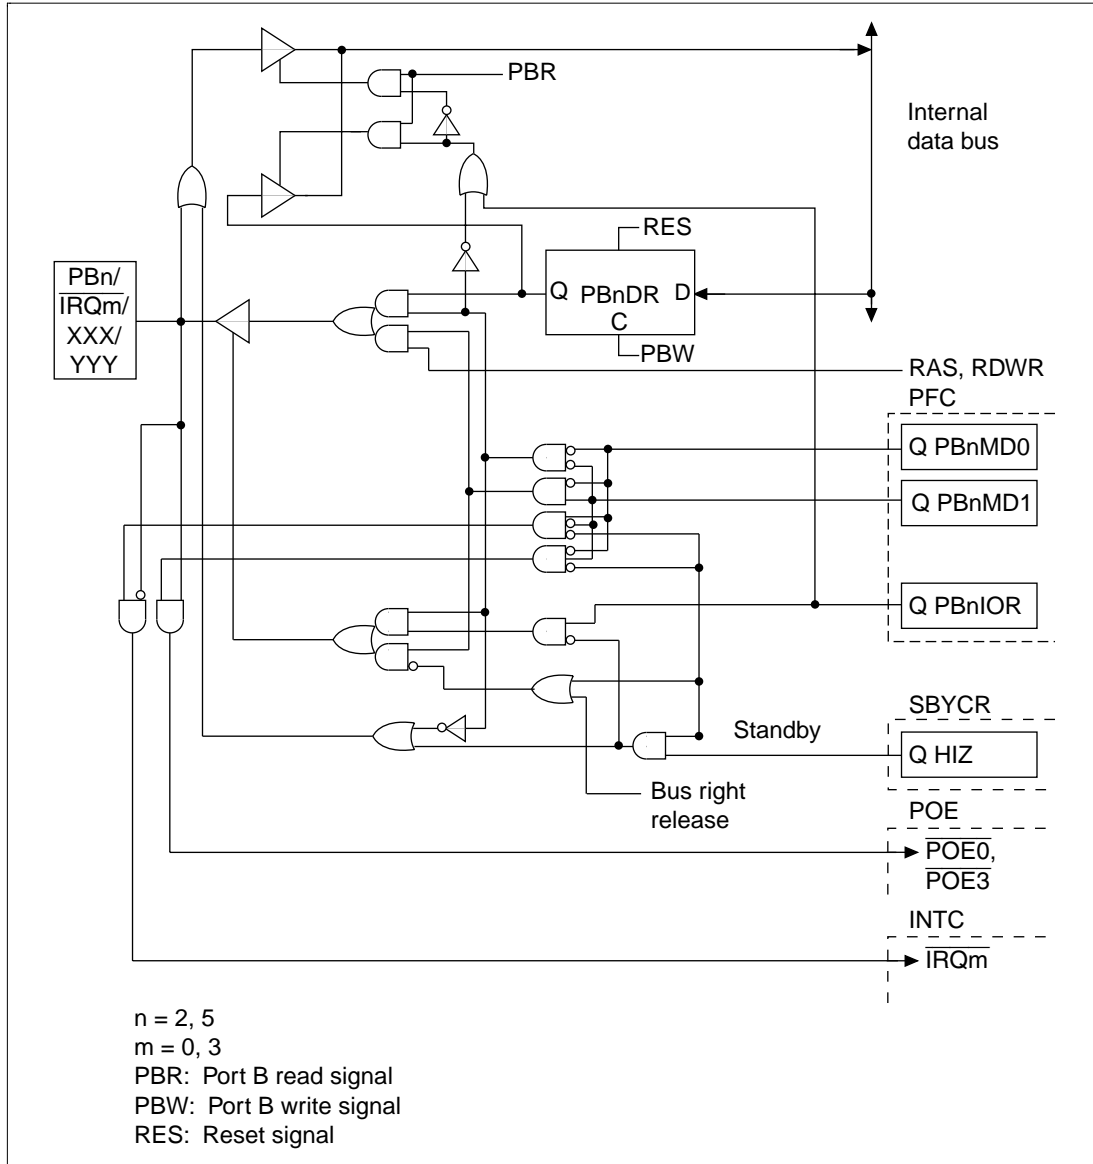 PBR
Internal
data bus
RES
PBn/
IRQm/
XXX/
YYY
Q PBnDR D
C
PBW
RAS, RDWR
PFC
Q PBnMD0
Q PBnMD1
Q PBnIOR
SBYCR
Standby
Q HIZ
Bus right
release
POE
POE0,
POE3
INTC
IRQm
n = 2, 5
m = 0, 3
PBR: Port B read signal
PBW: Port B write signal
RES: Reset signal